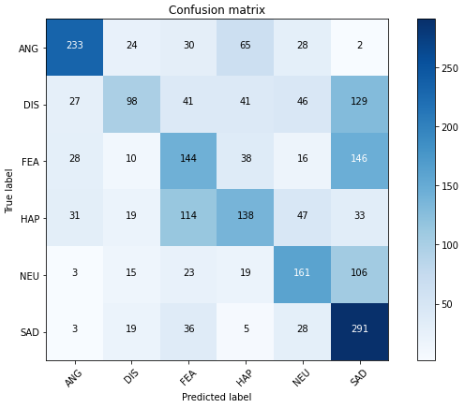 Confusion matrix
ANG 233 24 30 65 28 2
DIS 27 98 41 41 46 129
FEA 28 10 144 38 16 146
HAP 31 19 114 138 47 33
NEU 3 15 23 19 161 106
SAD 3 19 36 5 28 291
ANG DIS FEA HAP NEU SAD
True label
Predicted label
250
200
150
100
50